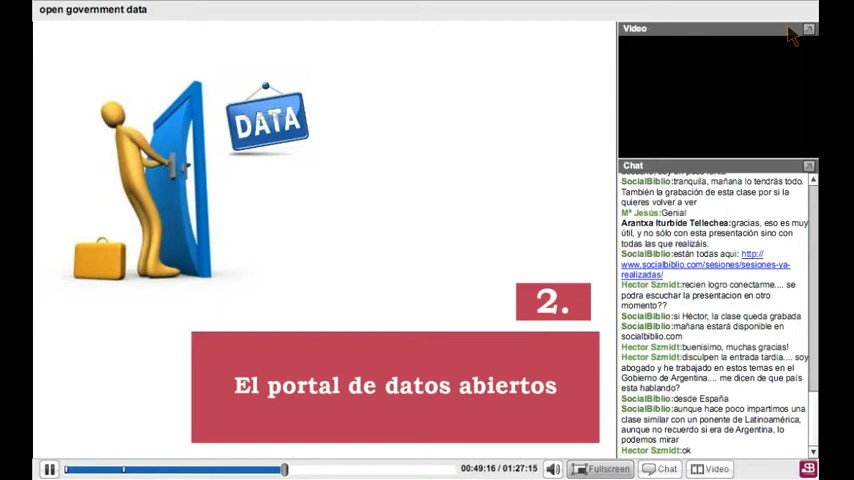 open government data
DATA
2.
El portal de datos abiertos
Video
Chat
SocialBiblio:tranquila, mañana lo tendrás todo.
También la grabación de esta clase por si la
quieres volver a ver
Mª Jesús:Genial
Arantxa Iturbide Tellechea:gracias, eso es muy
útil, y no sólo con esta presentación sino con
todas las que realizáis.
SocialBiblio:están todas aqui: http://
www.socialbiblio.com/sesiones/sesiones-ya-
realizadas/
Hector Szmidt:recien logro conectarme.... se
podra escuchar la presentacion en otro
momento??
SocialBiblio:si Héctor, la clase queda grabada
SocialBiblio:mañana estará disponible en
socialbiblio.com
Hector Szmidt:buenisimo, muchas gracias!
Hector Szmidt:disculpen la entrada tardia.... soy
abogado y he trabajado en estos temas en el
Gobierno de Argentina.... me dicen de que país
esta hablando?
SocialBiblio:desde España
SocialBiblio:aunque hace poco impartimos una
clase similar con un ponente de Latinoamérica,
aunque no recuerdo si era de Argentina, lo
podemos mirar
Hector Szmidt:ok
00:49:16 / 01:27:15
Fullscreen
Chat
Video